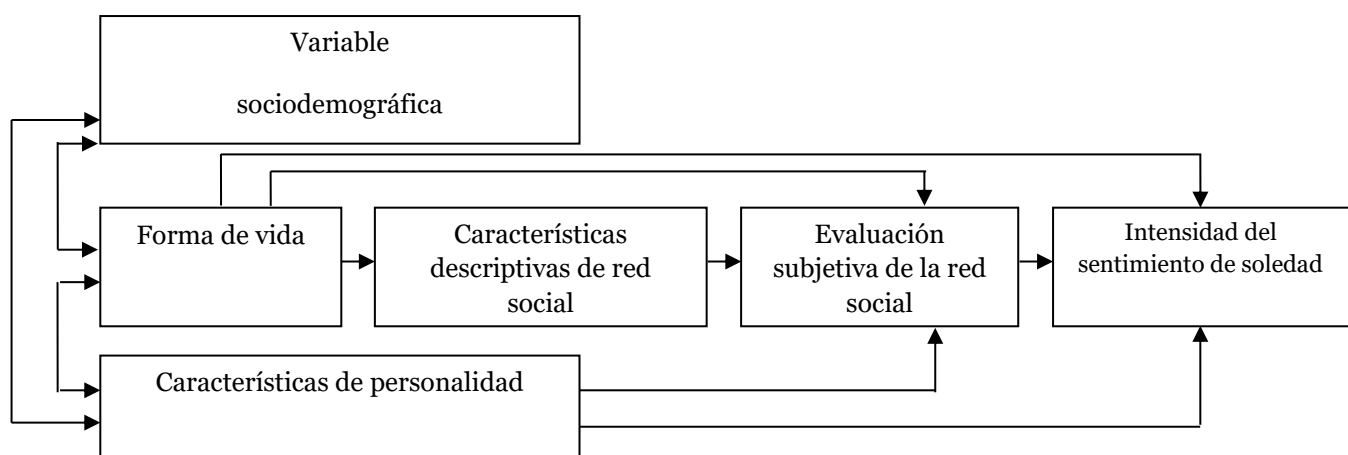 Variable
sociodemográfica
Forma de vida
Características
descriptivas de red
social
Evaluación
subjetiva de la red
social
Intensidad del
sentimiento de soledad
Características de personalidad